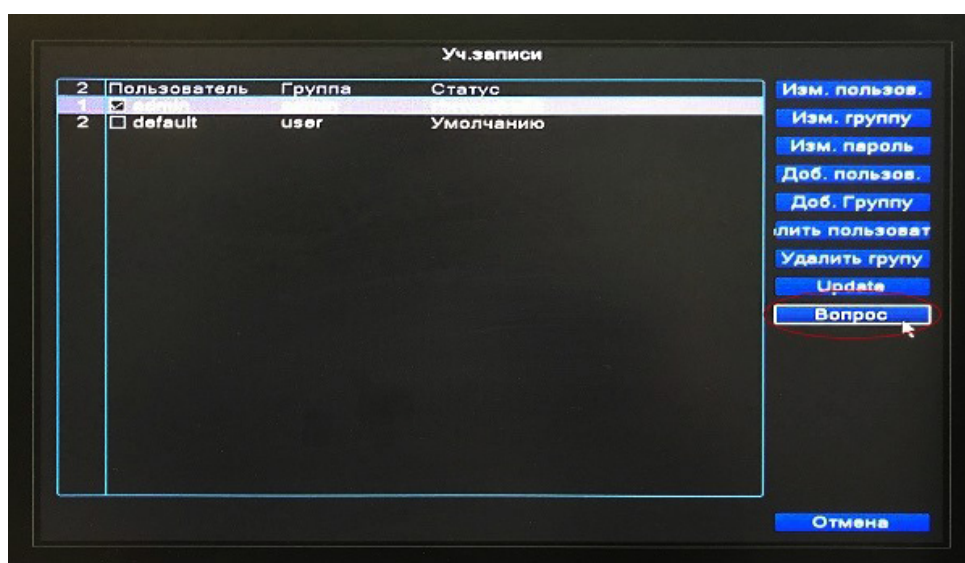 Уч.записи
2 Пользователь Группа Статус
1 admin
2 default user Умолчанию
Изм. пользов.
Изм. группу
Изм. пароль
Доб. пользов.
Доб. Группу
лить пользоват
Удалить групу
Update
Вопрос
Отмена